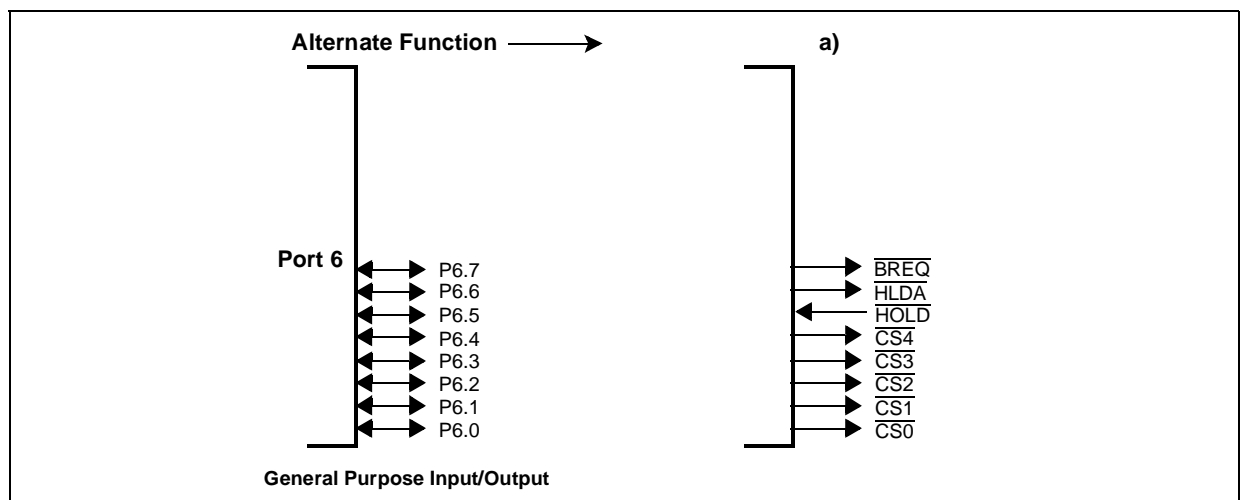 Alternate Function
a)
Port 6
P6.7
P6.6
P6.5
P6.4
P6.3
P6.2
P6.1
P6.0
BREQ
HLDA
HOLD
CS4
CS3
CS2
CS1
CS0
General Purpose Input/Output